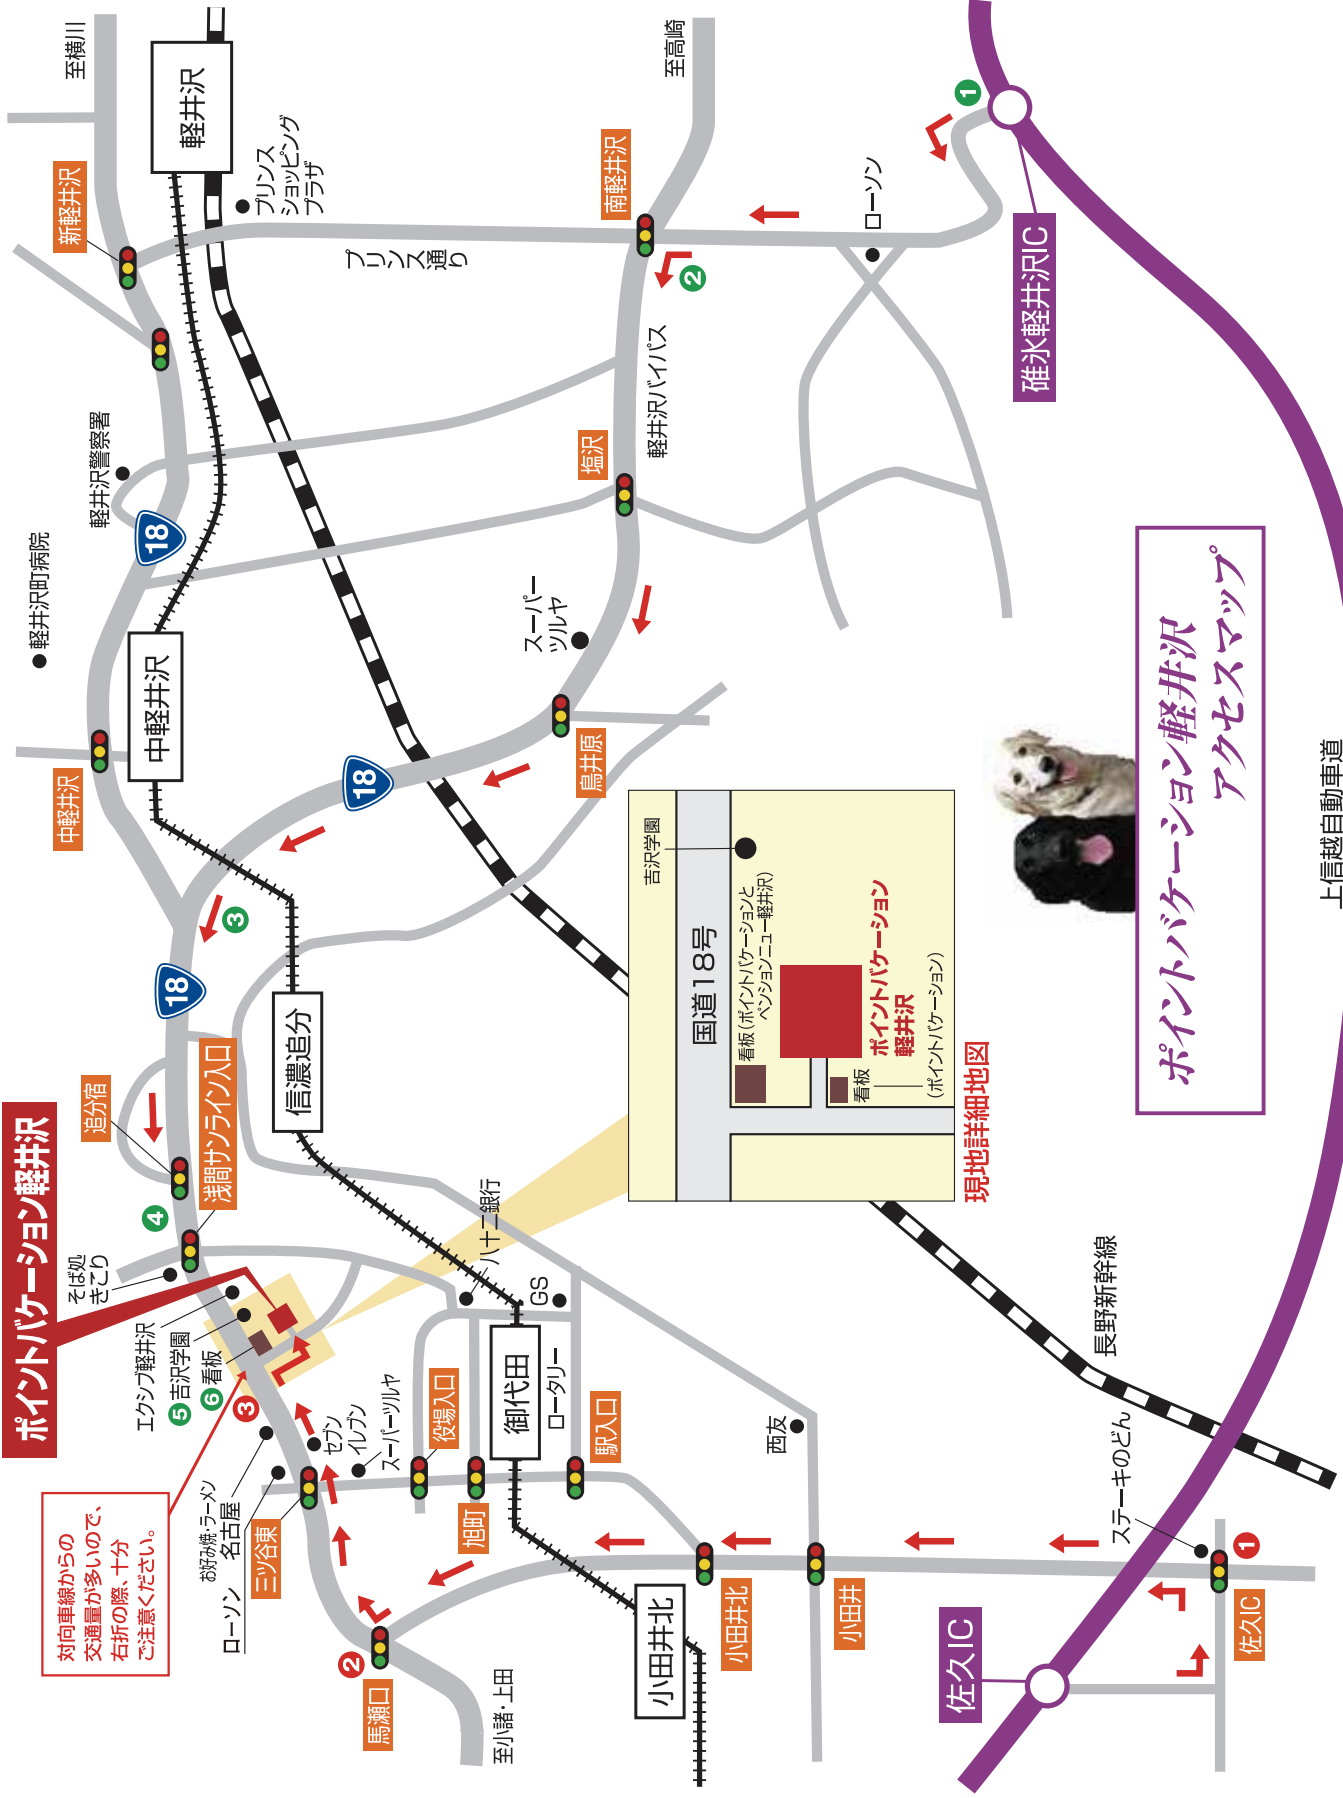 ポイントバケーション軽井沢
アクセスマップ
上信越自動車道
至横川
軽井沢
新軽井沢
プリンス
ショッピング
プラザ
プリンス通り
至高崎
南軽井沢
ローソン
1
2
碓氷軽井沢IC
軽井沢バイパス
塩沢
軽井沢警察署
軽井沢町病院
18
中軽井沢
中軽井沢
スーパー
ツルヤ
鳥井原
18
3
18
信濃追分
追分宿
浅間サンライン入口
4
ポイントバケーション軽井沢
そば処
きこり
エクシブ軽井沢
5
吉沢学園
6
看板
3
対向車線からの
交通量が多いので、
右折の際、十分
ご注意ください。
お好み焼・ラーメン
名古屋
ローソン
三ツ谷東
セブン
イレブン
スーパーツルヤ
役場入口
旭町
御代田
ロータリー
駅入口
八十二銀行
GS
西友
2
馬瀬口
至小諸・上田
小田井北
小田井北
小田井
佐久IC
佐久IC
1
ステーキのどん
長野新幹線
吉沢学園
国道18号
看板(ポイントバケーションと
ペンションニュー軽井沢)
ポイントバケーション
軽井沢
看板
(ポイントバケーション)
現地詳細地図